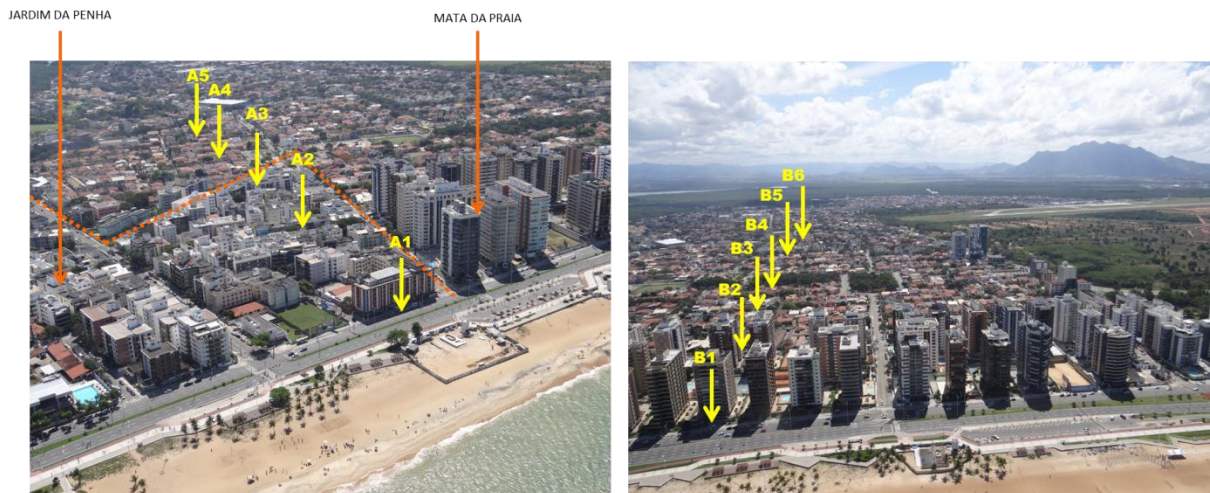 JARDIM DA PENHA
MATA DA PRAIA
A5
A4
A3
A2
A1
B6
B5
B4
B3
B2
B1